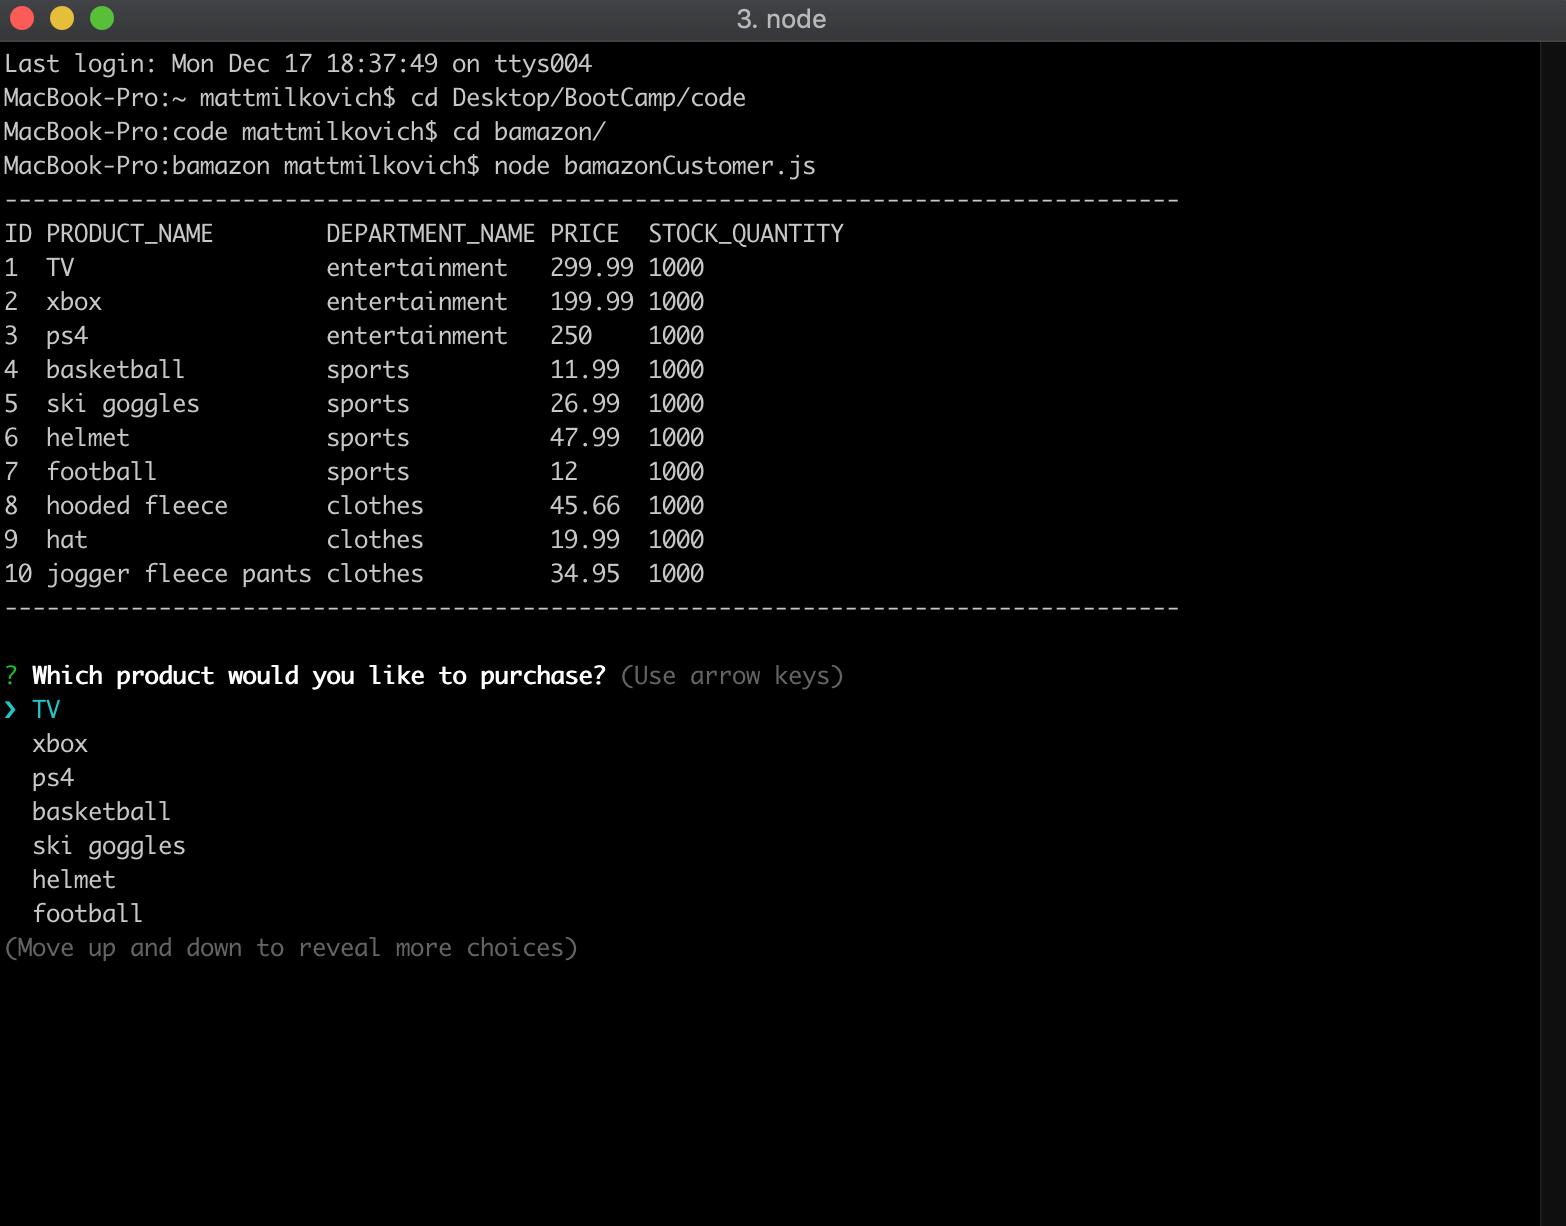 3. node
Last login: Mon Dec 17 18:37:49 on ttys004
MacBook-Pro:~ mattmilkovich$ cd Desktop/BootCamp/code
MacBook-Pro:code mattmilkovich$ cd bamazon/
MacBook-Pro:bamazon mattmilkovich$ node bamazonCustomer.js
------------------------------------------------------------------------------------
ID PRODUCT_NAME        DEPARTMENT_NAME PRICE  STOCK_QUANTITY
1  TV                  entertainment   299.99 1000
2  xbox                entertainment   199.99 1000
3  ps4                 entertainment   250    1000
4  basketball          sports          11.99  1000
5  ski goggles         sports          26.99  1000
6  helmet              sports          47.99  1000
7  football            sports          12     1000
8  hooded fleece       clothes         45.66  1000
9  hat                 clothes         19.99  1000
10 jogger fleece pants clothes         34.95  1000
------------------------------------------------------------------------------------
? Which product would you like to purchase? (Use arrow keys)
❯ TV
  xbox
  ps4
  basketball
  ski goggles
  helmet
  football
(Move up and down to reveal more choices)